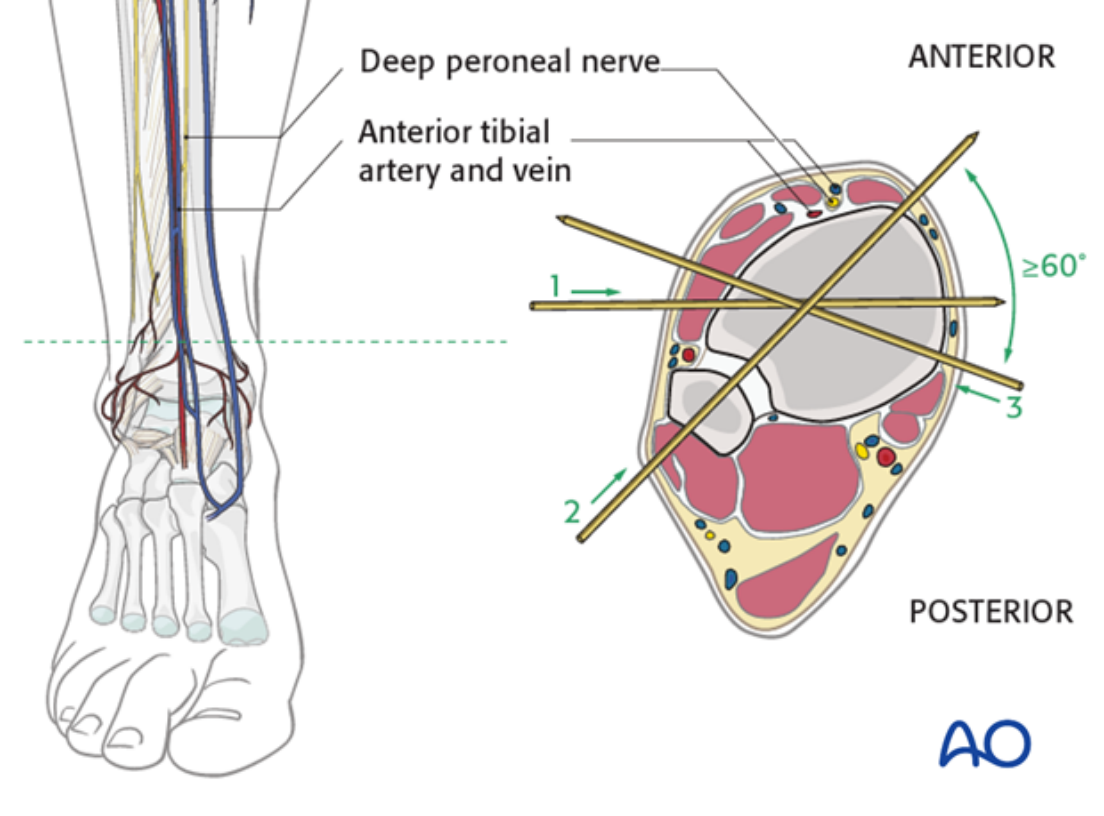 Deep peroneal nerve
Anterior tibial
artery and vein
ANTERIOR
≥60°
1
2
3
POSTERIOR
AO